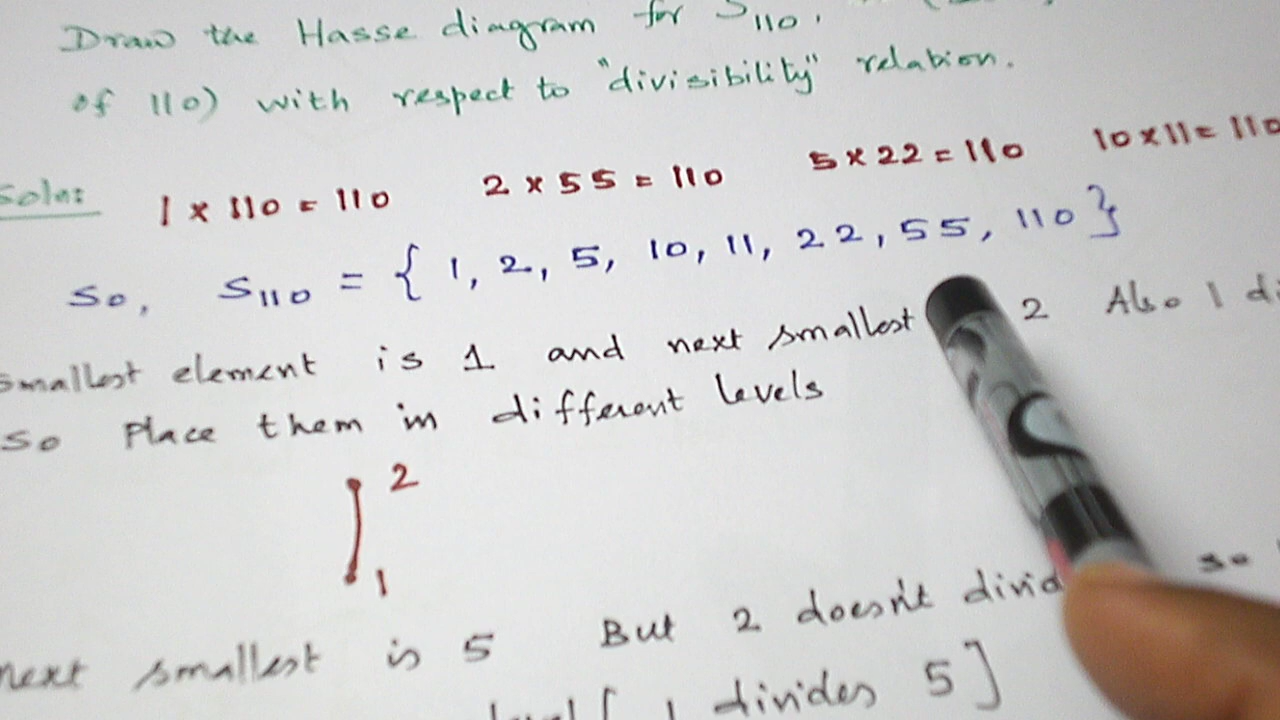 Draw the Hasse diagram for S110.
of 110) with respect to "divisibility" relation.
Soln:
1 x 110 = 110 2 x 55 = 110 5 x 22 = 110 10 x 11 = 110
So, S110 = { 1, 2, 5, 10, 11, 22, 55, 110 }
Smallest element is 1 and next smallest 2 Also 1
So Place them in different levels
2
1
next smallest is 5 But 2 doesn't so
level [ 1 divides 5 ]